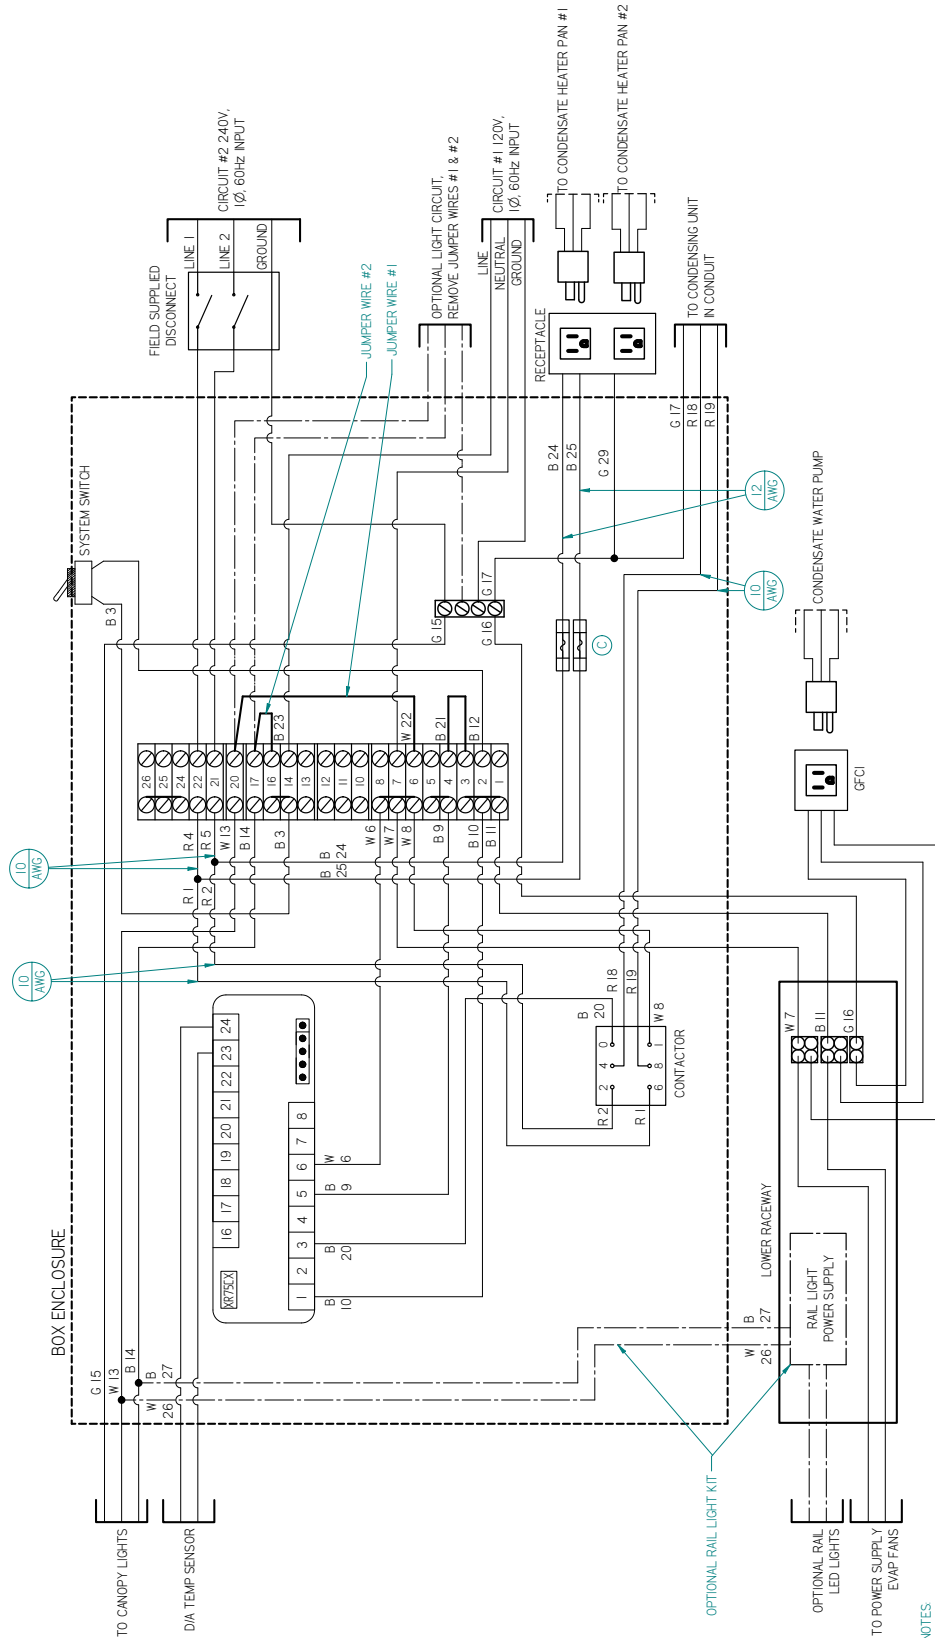 TO CONDENSATE HEATER PAN #1
TO CONDENSATE HEATER PAN #2
CIRCUIT #2 240V,
1Ø, 60Hz INPUT
LINE 1
LINE 2
GROUND
FIELD SUPPLIED
DISCONNECT
OPTIONAL LIGHT CIRCUIT,
REMOVE JUMPER WIRES #1 & #2
CIRCUIT #1 120V,
1Ø, 60Hz INPUT
LINE
NEUTRAL
GROUND
JUMPER WIRE #2
JUMPER WIRE #1
RECEPTACLE
TO CONDENSING UNIT
IN CONDUIT
G 17
R 18
R 19
B 24
B 25
G 29
12
AWG
10
AWG
CONDENSATE WATER PUMP
GFCI
SYSTEM SWITCH
B 3
G 15
G 16
G 17
C
B 23
W 22
B 21
B 12
26
25
24
22
21
20
17
16
14
13
12
11
10
8
7
6
5
4
3
2
1
R 4
R 5
W 13
B 14
B 3
W 6
W 7
W 8
B 9
B 10
B 11
B
25
B
24
R 1
R 2
10
AWG
10
AWG
XR75CX
16
17
18
19
20
21
22
23
24
1
2
3
4
5
6
7
8
B
10
B
20
B
9
W
6
B
20
R 18
R 19
W 8
R 2
R 1
2
4
0
6
8
1
CONTACTOR
BOX ENCLOSURE
G 15
W 13
B 14
W
26
B
27
TO CANOPY LIGHTS
D/A TEMP SENSOR
W
26
B
27
LOWER RACEWAY
RAIL LIGHT
POWER SUPPLY
W 7
B 11
G 16
OPTIONAL RAIL LIGHT KIT
OPTIONAL RAIL
LED LIGHTS
TO POWER SUPPLY
EVAP FANS
NOTES: